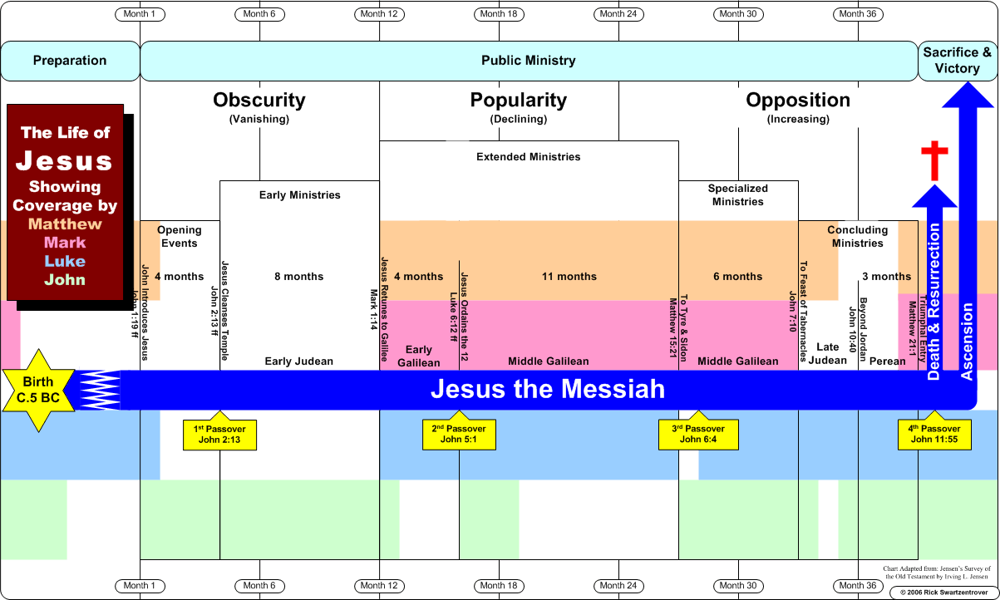 Month 1
Month 6
Month 12
Month 18
Month 24
Month 30
Month 36
Preparation
Public Ministry
Sacrifice &
Victory
Obscurity
(Vanishing)
Popularity
(Declining)
Opposition
(Increasing)
The Life of
Jesus
Showing
Coverage by
Matthew
Mark
Luke
John
Extended Ministries
Early Ministries
Specialized
Ministries
Opening
Events
Concluding
Ministries
4 months
8 months
4 months
11 months
6 months
3 months
John Introduces Jesus
John 1:19 ff
Jesus Cleanses Temple
John 2:13 ff
Jesus Retunes to Galilee
Mark 1:14
Jesus Ordains the 12
Luke 6:12 ff
To Tyre & Sidon
Matthew 15:21
To Feast of Tabernacles
John 7:10
Beyond Jordan
John 10:40
Triumphal Entry
Matthew 21:1
Death & Resurrection
Ascension
Early Judean
Early
Galilean
Middle Galilean
Middle Galilean
Late
Judean
Perean
Birth
C.5 BC
Jesus the Messiah
1st Passover
John 2:13
2nd Passover
John 5:1
3rd Passover
John 6:4
4th Passover
John 11:55
Chart Adapted from: Jensen's Survey of
the Old Testament by Irving L. Jensen
Month 1
Month 6
Month 12
Month 18
Month 24
Month 30
Month 36
© 2006 Rick Swartzentrover